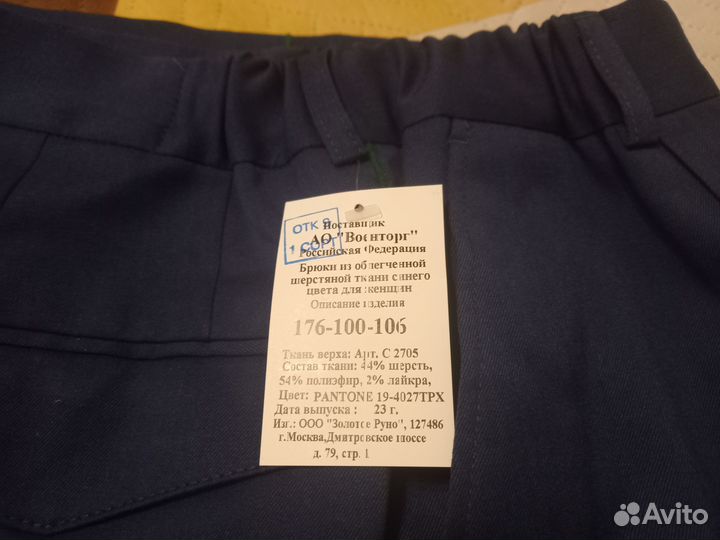 ОТК 9
1 СОРТ
Поставщик
АО "Военторг"
Российская Федерация
Брюки из облегченной
шерстяной ткани синего
цвета для женщин
Описание изделия
176-100-106
Ткань верха: Арт. С 2705
Состав ткани: 44% шерсть,
54% полиэфир, 2% лайкра,
Цвет: PANTONE 19-4027TPX
Дата выпуска : 23 г.
Изг.: ООО "Золотое Руно", 127486
г.Москва,Дмитровское шоссе
д. 79, стр. 1
Avito